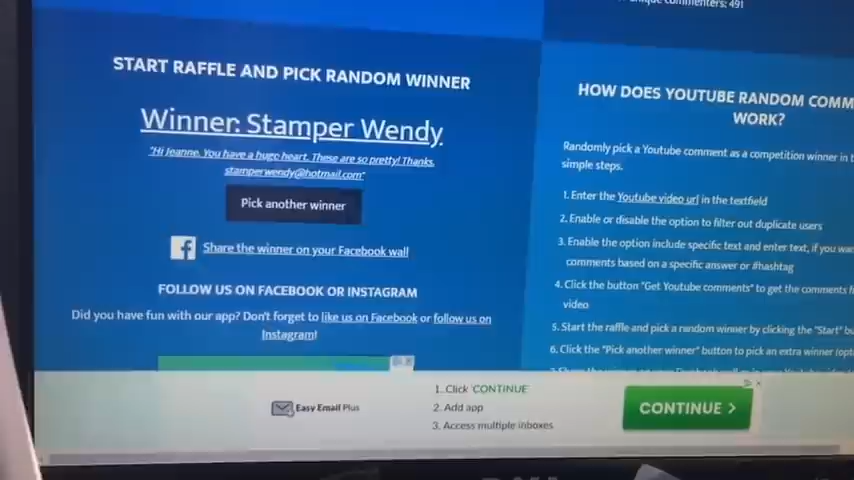 unique commenters: 491
START RAFFLE AND PICK RANDOM WINNER
Winner: Stamper Wendy
"Hi Jeanne. You have a huge heart. These are so pretty! Thanks.
stamperwendy@hotmail.com"
Pick another winner
Share the winner on your Facebook wall
FOLLOW US ON FACEBOOK OR INSTAGRAM
Did you have fun with our app? Don't forget to like us on Facebook or follow us on
Instagram!
HOW DOES YOUTUBE RANDOM COMM
WORK?
Randomly pick a Youtube comment as a competition winner in
simple steps.
1. Enter the Youtube video url in the textfield
2. Enable or disable the option to filter out duplicate users
3. Enable the option include specific text and enter text, if you wa
comments based on a specific answer or #hashtag
4. Click the button "Get Youtube comments" to get the comments
video
5. Start the raffle and pick a random winner by clicking the "Start"
6. Click the "Pick another winner" button to pick an extra winner
Easy Email Plus
1. Click 'CONTINUE'
2. Add app
3. Access multiple inboxes
CONTINUE >